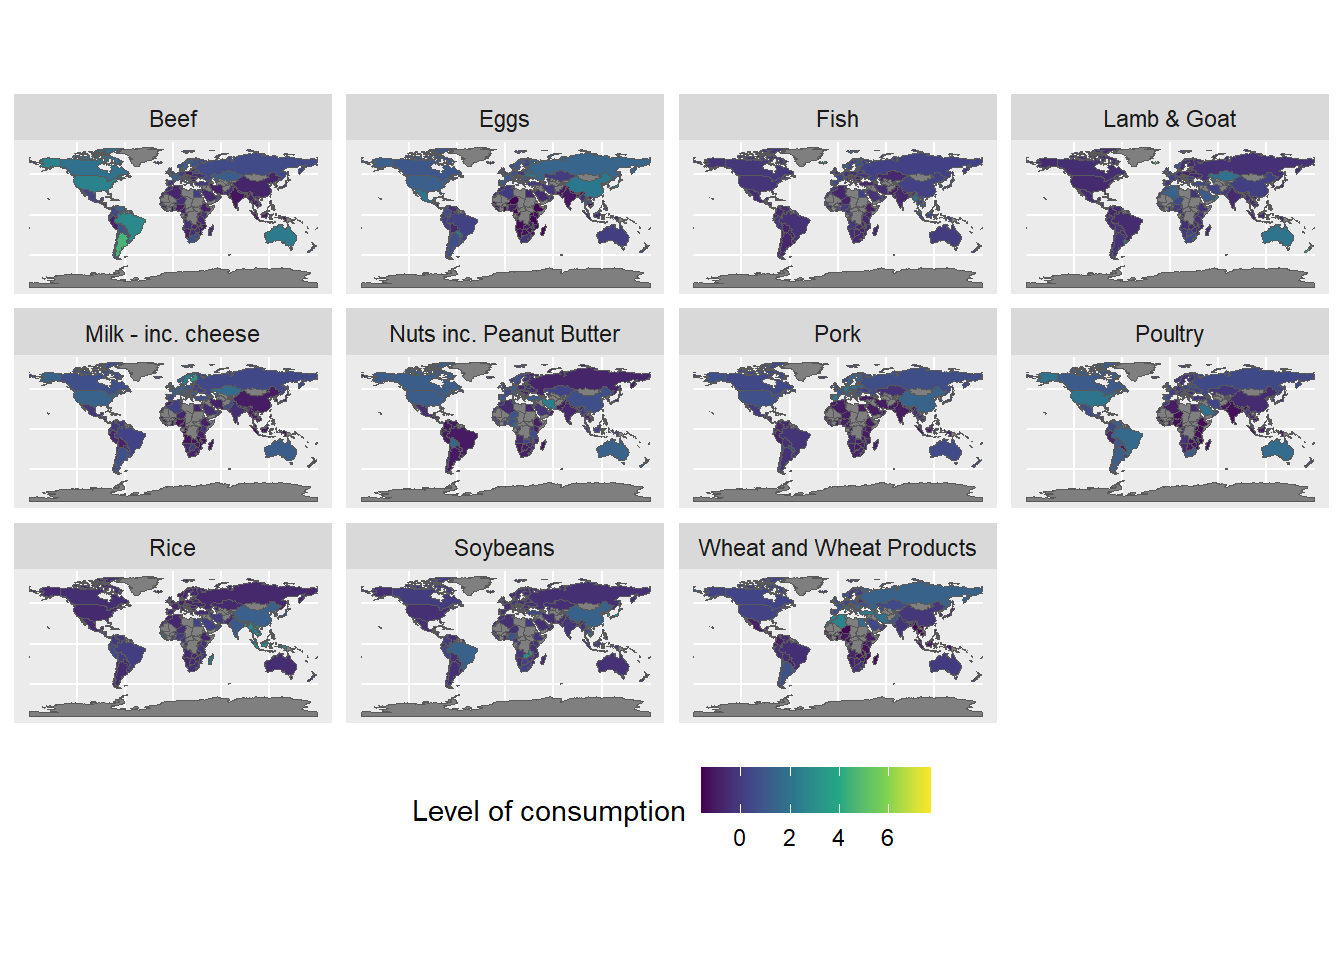 Beef
Eggs
Fish
Lamb & Goat
Milk - inc. cheese
Nuts inc. Peanut Butter
Pork
Poultry
Rice
Soybeans
Wheat and Wheat Products
Level of consumption
0 2 4 6